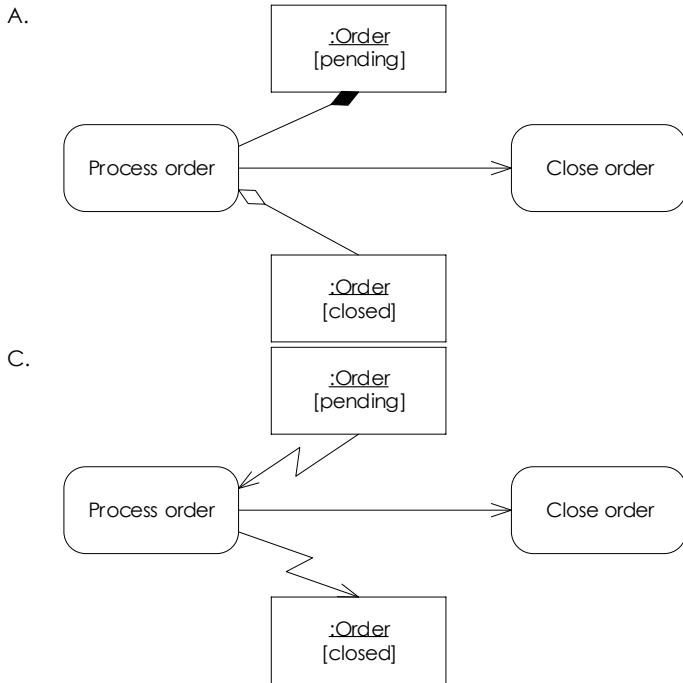 A.
:Order
[pending]
Process order
Close order
:Order
[closed]
C.
:Order
[pending]
Process order
Close order
:Order
[closed]